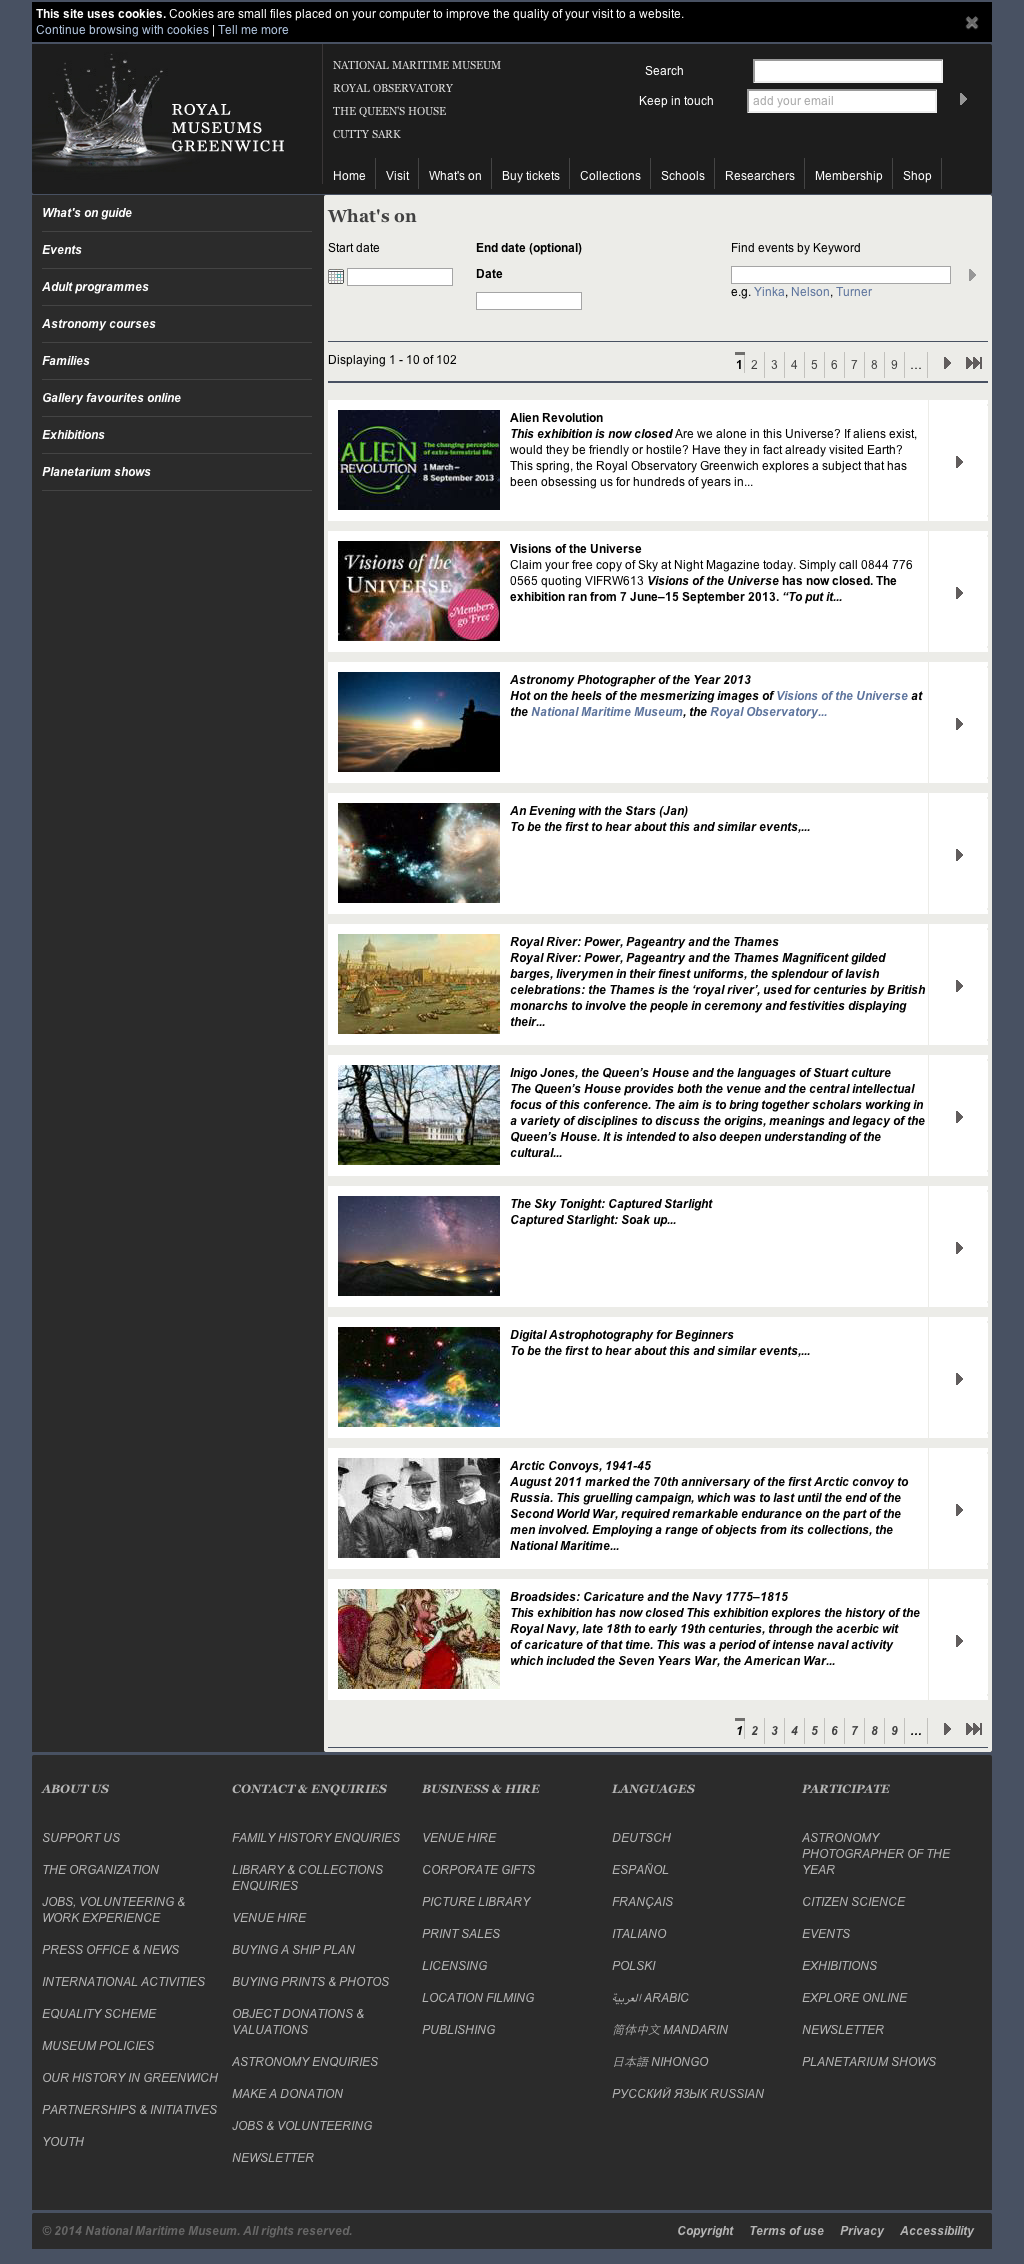 This site uses cookies. Cookies are small files placed on your computer to improve the quality of your visit to a website.
Continue browsing with cookies | Tell me more
ROYAL
MUSEUMS
GREENWICH
NATIONAL MARITIME MUSEUM
ROYAL OBSERVATORY
THE QUEEN'S HOUSE
CUTTY SARK
Search
Keep in touch add your email
Home Visit What's on Buy tickets Collections Schools Researchers Membership Shop
What's on guide
Events
Adult programmes
Astronomy courses
Families
Gallery favourites online
Exhibitions
Planetarium shows
What's on
Start date
End date (optional)
Date
Find events by Keyword
e.g. Yinka, Nelson, Turner
Displaying 1 - 10 of 102
1 2 3 4 5 6 7 8 9 ...
ALIEN
REVOLUTION
The changing perception
of extra-terrestrial life
1 March –
8 September 2013
Alien Revolution
This exhibition is now closed Are we alone in this Universe? If aliens exist,
would they be friendly or hostile? Have they in fact already visited Earth?
This spring, the Royal Observatory Greenwich explores a subject that has
been obsessing us for hundreds of years in...
Visions of the
UNIVERSE
Members
go Free
Visions of the Universe
Claim your free copy of Sky at Night Magazine today. Simply call 0844 776
0565 quoting VIFRW613 Visions of the Universe has now closed. The
exhibition ran from 7 June–15 September 2013. “To put it...
Astronomy Photographer of the Year 2013
Hot on the heels of the mesmerizing images of Visions of the Universe at
the National Maritime Museum, the Royal Observatory...
An Evening with the Stars (Jan)
To be the first to hear about this and similar events,...
Royal River: Power, Pageantry and the Thames
Royal River: Power, Pageantry and the Thames Magnificent gilded
barges, liverymen in their finest uniforms, the splendour of lavish
celebrations: the Thames is the ‘royal river’, used for centuries by British
monarchs to involve the people in ceremony and festivities displaying
their...
Inigo Jones, the Queen’s House and the languages of Stuart culture
The Queen’s House provides both the venue and the central intellectual
focus of this conference. The aim is to bring together scholars working in
a variety of disciplines to discuss the origins, meanings and legacy of the
Queen’s House. It is intended to also deepen understanding of the
cultural...
The Sky Tonight: Captured Starlight
Captured Starlight: Soak up...
Digital Astrophotography for Beginners
To be the first to hear about this and similar events,...
Arctic Convoys, 1941-45
August 2011 marked the 70th anniversary of the first Arctic convoy to
Russia. This gruelling campaign, which was to last until the end of the
Second World War, required remarkable endurance on the part of the
men involved. Employing a range of objects from its collections, the
National Maritime...
Broadsides: Caricature and the Navy 1775–1815
This exhibition has now closed This exhibition explores the history of the
Royal Navy, late 18th to early 19th centuries, through the acerbic wit
of caricature of that time. This was a period of intense naval activity
which included the Seven Years War, the American War...
1 2 3 4 5 6 7 8 9 ...
ABOUT US
SUPPORT US
THE ORGANIZATION
JOBS, VOLUNTEERING &
WORK EXPERIENCE
PRESS OFFICE & NEWS
INTERNATIONAL ACTIVITIES
EQUALITY SCHEME
MUSEUM POLICIES
OUR HISTORY IN GREENWICH
PARTNERSHIPS & INITIATIVES
YOUTH
CONTACT & ENQUIRIES
FAMILY HISTORY ENQUIRIES
LIBRARY & COLLECTIONS
ENQUIRIES
VENUE HIRE
BUYING A SHIP PLAN
BUYING PRINTS & PHOTOS
OBJECT DONATIONS &
VALUATIONS
ASTRONOMY ENQUIRIES
MAKE A DONATION
JOBS & VOLUNTEERING
NEWSLETTER
BUSINESS & HIRE
VENUE HIRE
CORPORATE GIFTS
PICTURE LIBRARY
PRINT SALES
LICENSING
LOCATION FILMING
PUBLISHING
LANGUAGES
DEUTSCH
ESPAÑOL
FRANÇAIS
ITALIANO
POLSKI
العربية ARABIC
简体中文 MANDARIN
日本語 NIHONGO
РУССКИЙ ЯЗЫК RUSSIAN
PARTICIPATE
ASTRONOMY
PHOTOGRAPHER OF THE
YEAR
CITIZEN SCIENCE
EVENTS
EXHIBITIONS
EXPLORE ONLINE
NEWSLETTER
PLANETARIUM SHOWS
© 2014 National Maritime Museum. All rights reserved.
Copyright Terms of use Privacy Accessibility